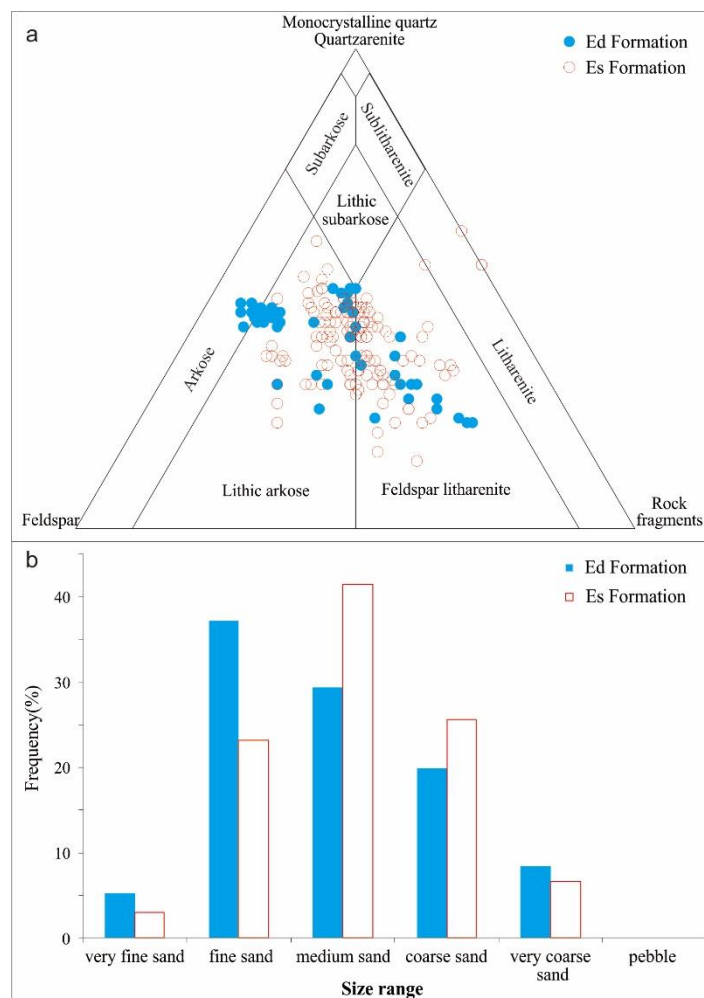 a
Monocrystalline quartz
Quartzarenite
Ed Formation
Es Formation
Subarkose
Sublitharenite
Lithic
subarkose
Arkose
Litharenite
Lithic arkose
Feldspar litharenite
Feldspar
Rock
fragments
b
Ed Formation
Es Formation
Frequency(%)
40
30
20
10
0
very fine sand
fine sand
medium sand
coarse sand
very coarse
sand
pebble
Size range